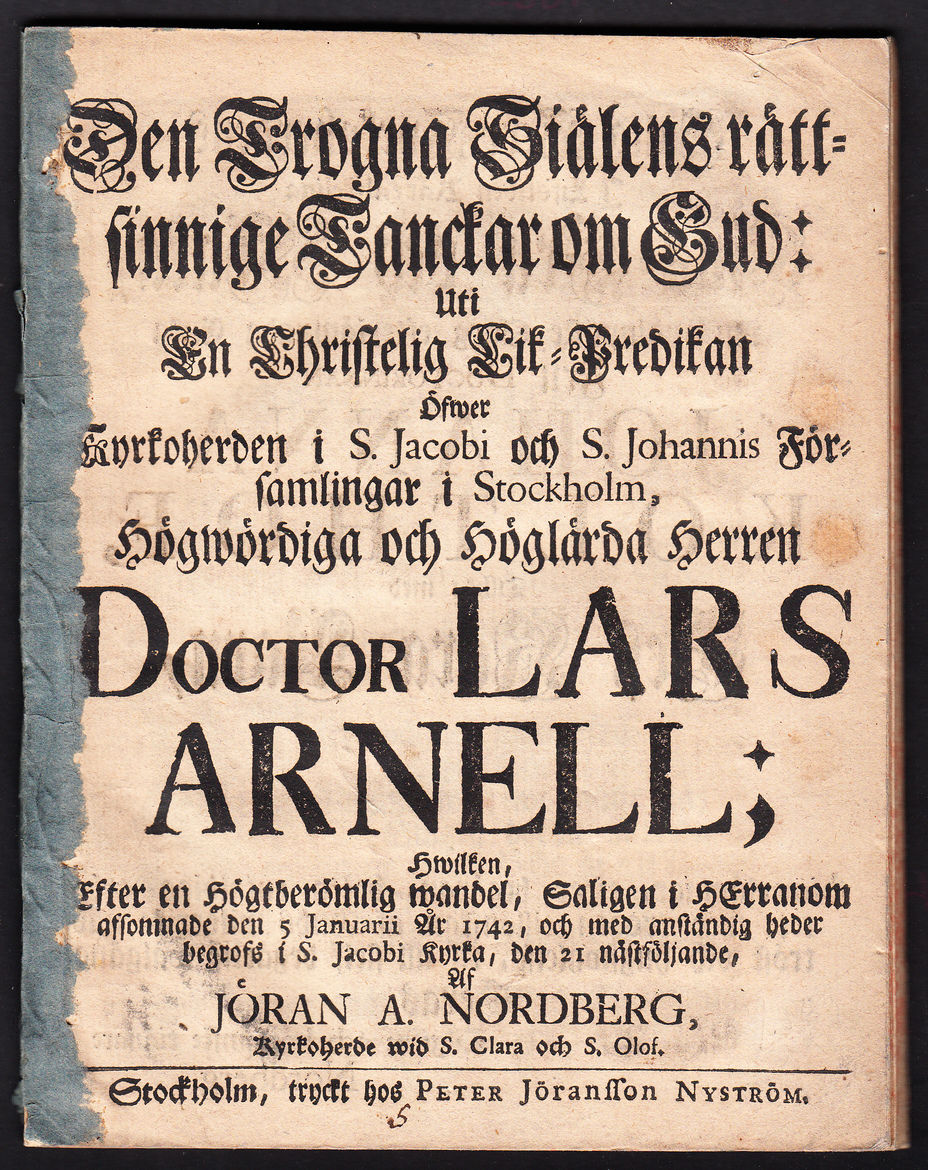 Den Trogna Siälens rätt-
sinnige Tanckar om Gud:
Uti
En Christelig Lik-Predikan
Öfwer
Kyrkoherden i S. Jacobi och S. Johannis För-
samlingar i Stockholm,
Högwördiga och Höglärda Herren
DOCTOR LARS
ARNELL;
Hwilken,
Efter en Högtberömlig wandel, Saligen i HErranom
afsomnade den 5 Januarii År 1742, och med anständig heder
begrofs i S. Jacobi Kyrka, den 21 nästföljande,
Af
JÖRAN A. NORDBERG,
Kyrkoherde wid S. Clara och S. Olof.
Stockholm, tryckt hos PETER Jöransson NYSTRÖM.
5